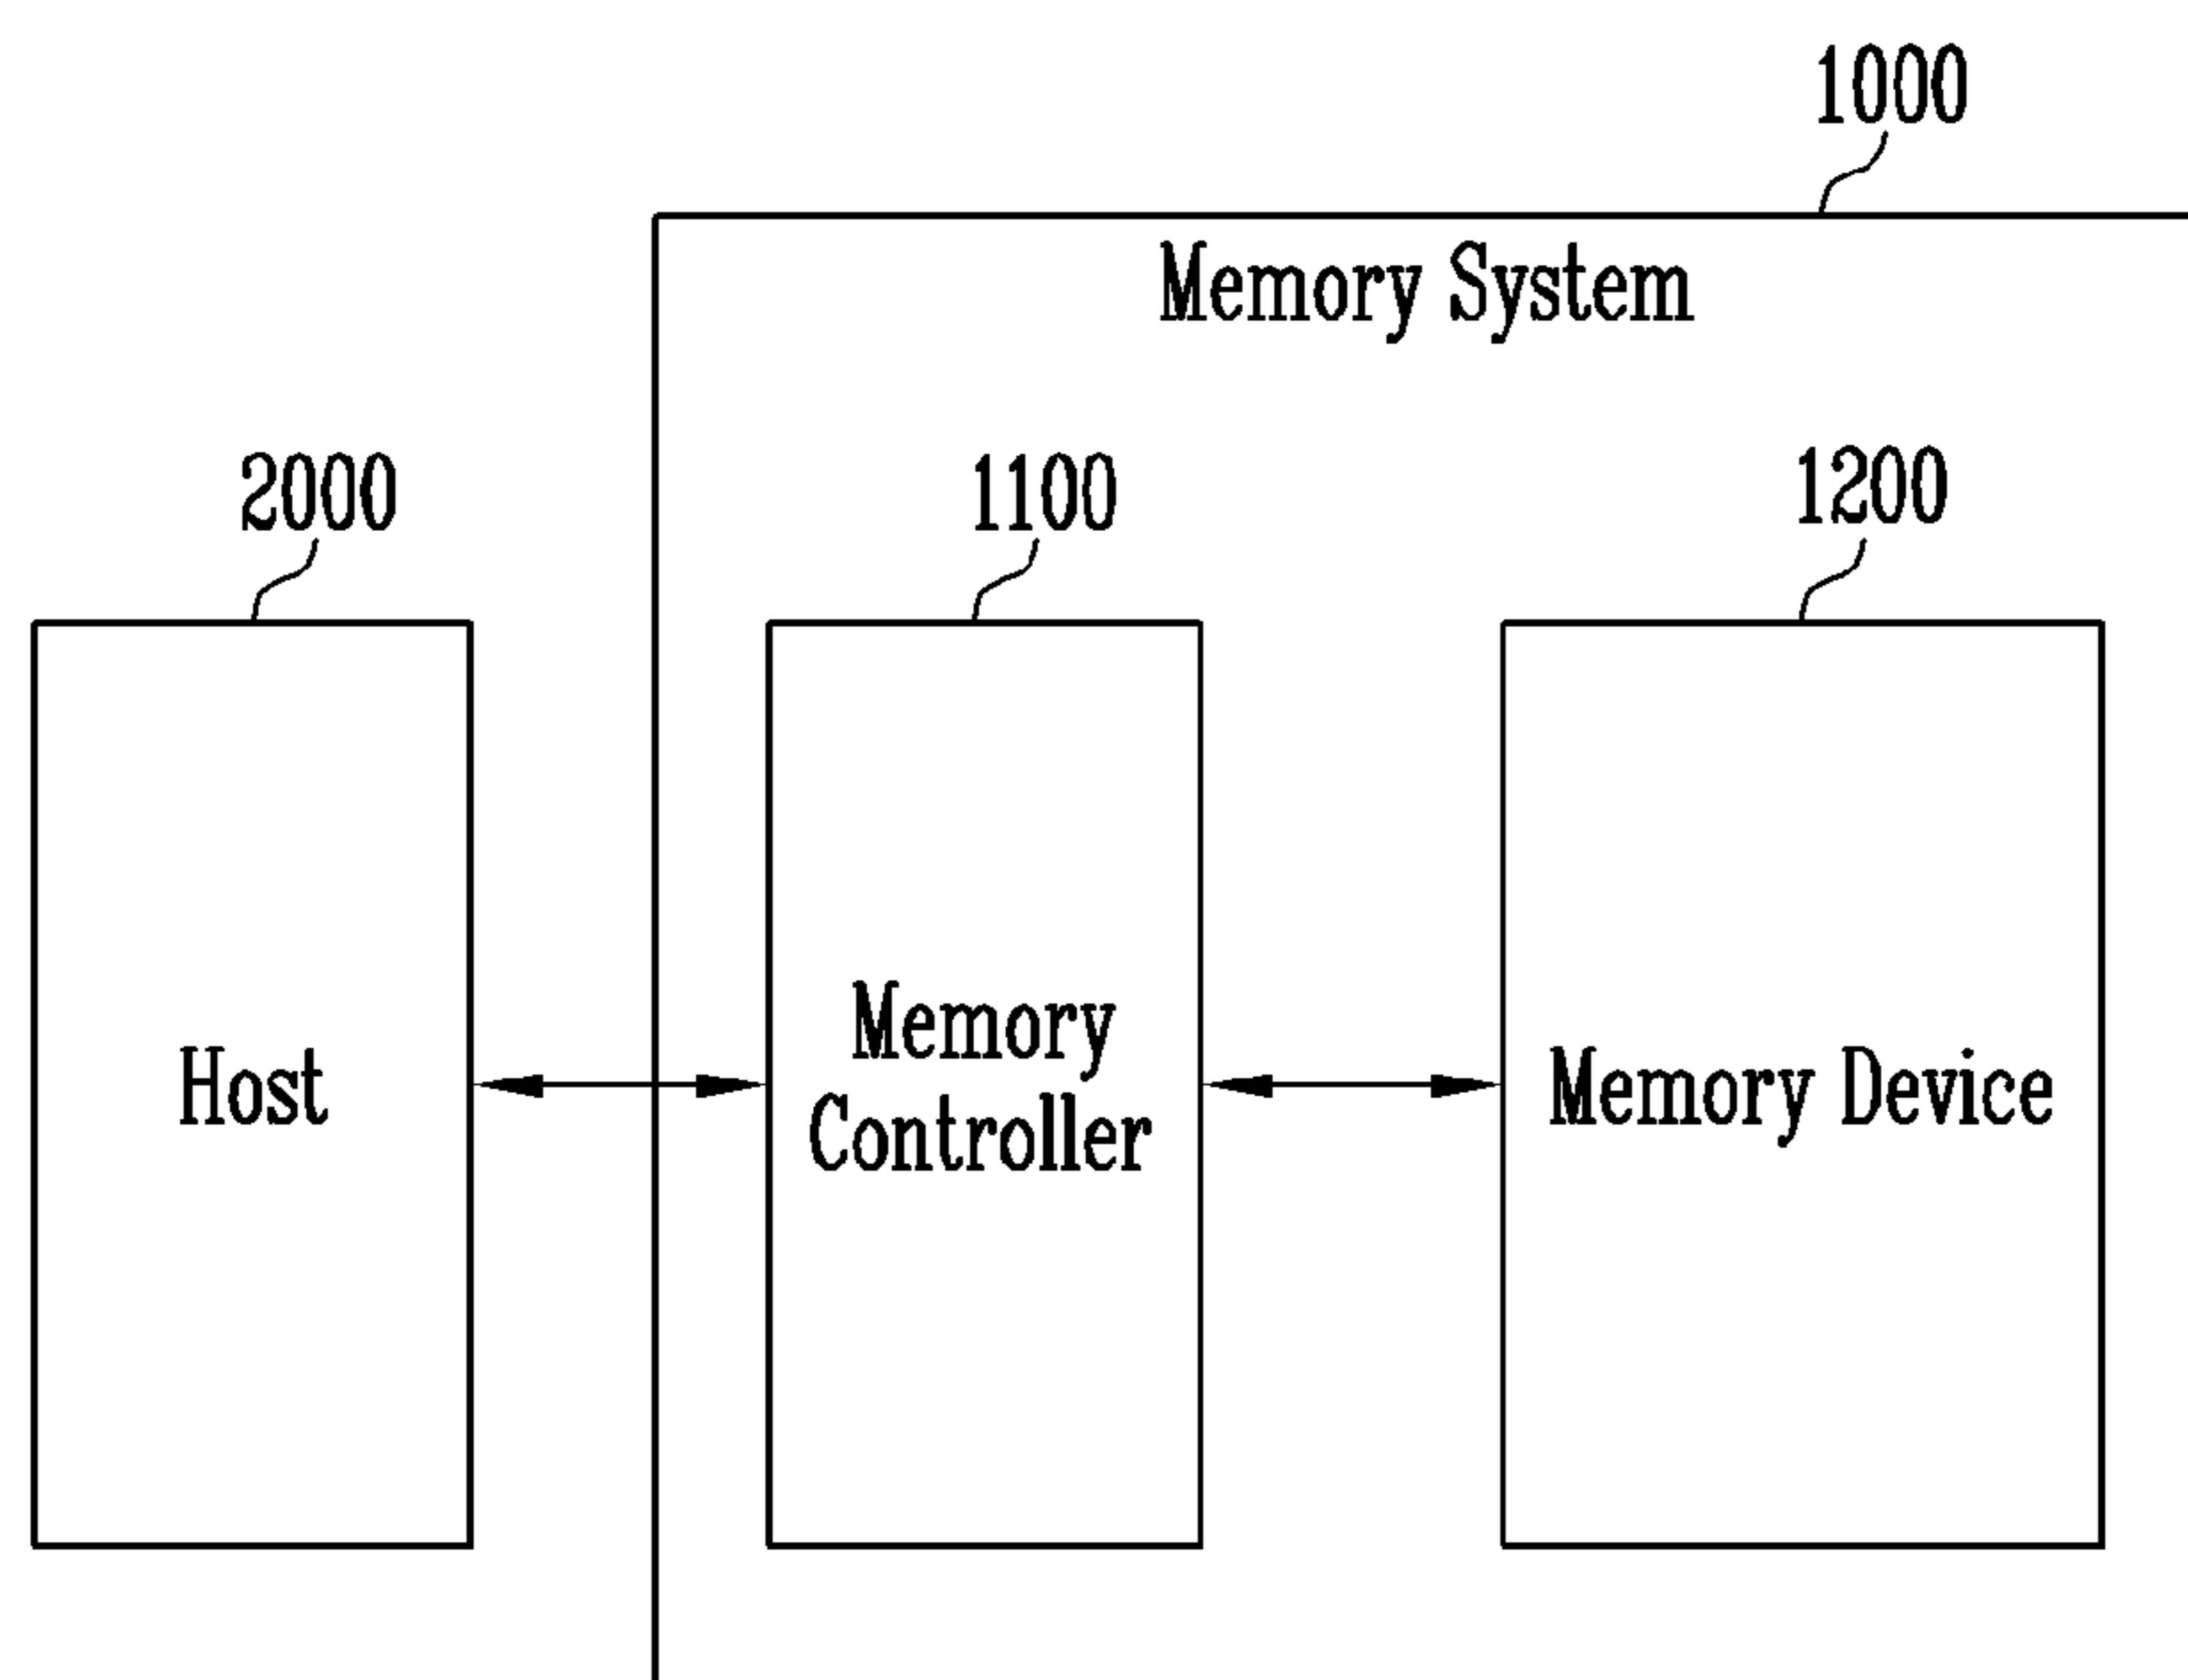 1000
Memory System
2000
1100
1200
Host
Memory
Controller
Memory Device